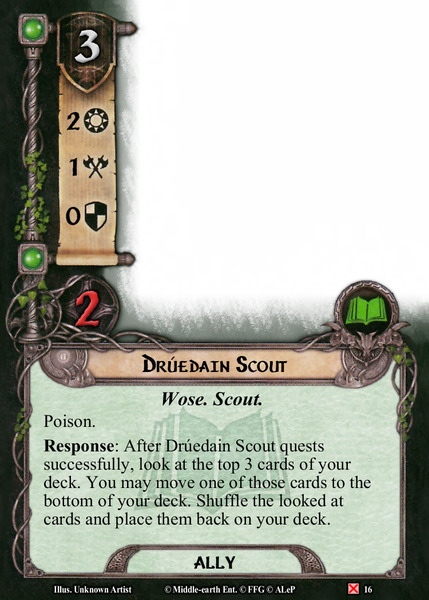 3
2
1
0
2
Drúedain Scout
Wose. Scout.
Poison.
Response: After Drúedain Scout quests
successfully, look at the top 3 cards of your
deck. You may move one of those cards to the
bottom of your deck. Shuffle the looked at
cards and place them back on your deck.
ALLY
Illus. Unknown Artist © Middle-earth Ent. © FFG © ALeP 16